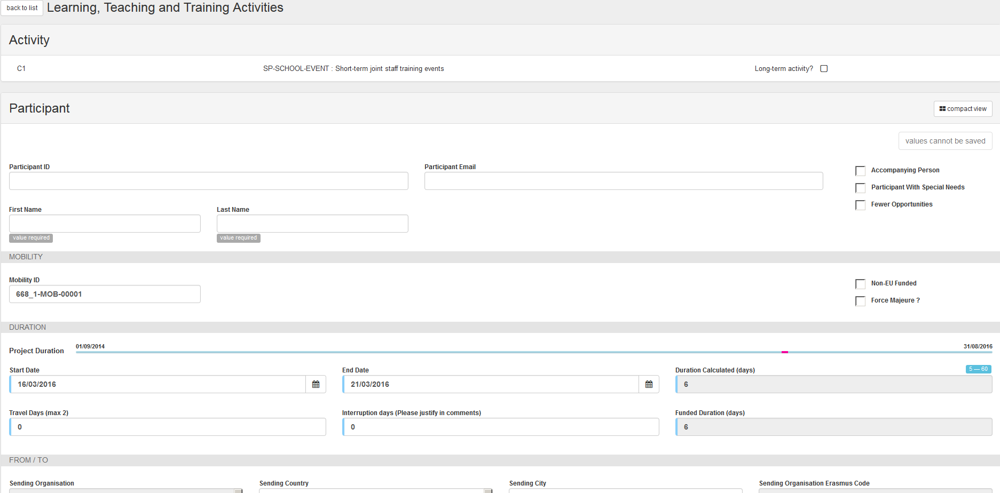 back to list Learning, Teaching and Training Activities
Activity
C1 SP-SCHOOL-EVENT : Short-term joint staff training events Long-term activity?
Participant compact view
values cannot be saved
Participant ID Participant Email
Accompanying Person
Participant With Special Needs
Fewer Opportunities
First Name Last Name
value required value required
MOBILITY
Mobility ID
668_1-MOB-00001
Non-EU Funded
Force Majeure ?
DURATION
Project Duration 01/09/2014 31/08/2016
Start Date End Date Duration Calculated (days) 5 — 60
16/03/2016 21/03/2016 6
Travel Days (max 2) Interruption days (Please justify in comments) Funded Duration (days)
0 0 6
FROM / TO
Sending Organisation Sending Country Sending City Sending Organisation Erasmus Code